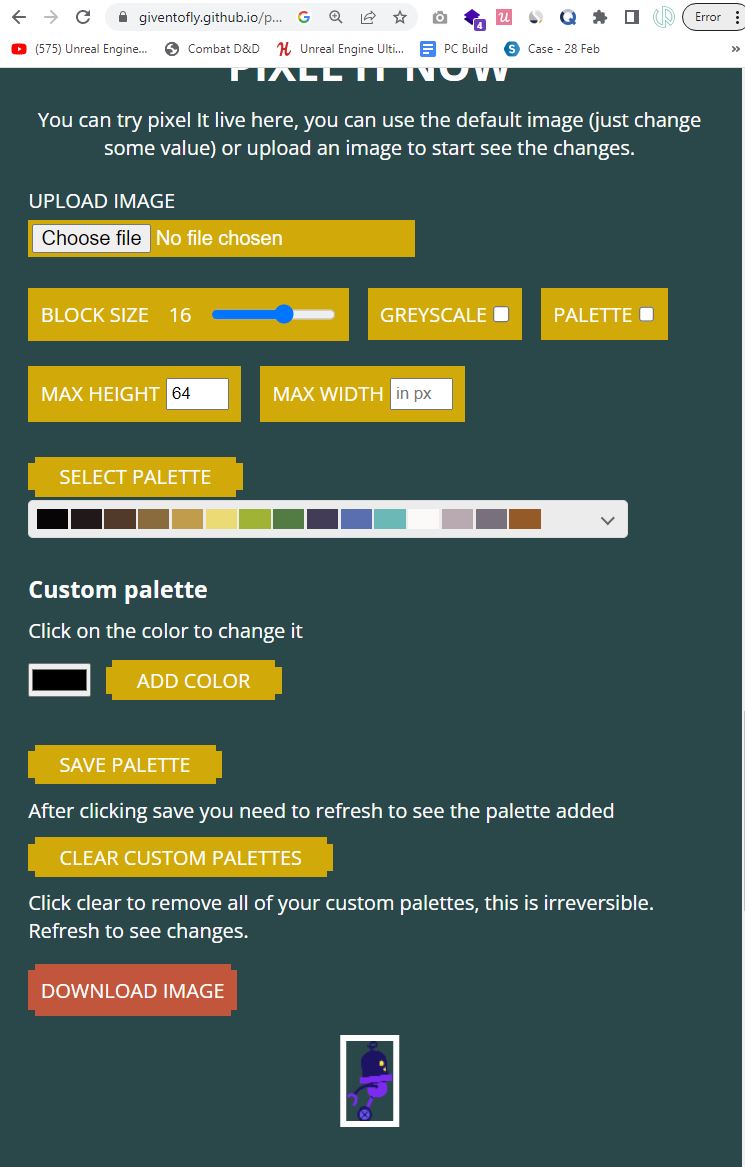 giventofly.github.io/p...
4
Error
(575) Unreal Engine...
Combat D&D
Unreal Engine Ulti...
PC Build
Case - 28 Feb
»
PIXEL IT NOW
You can try pixel It live here, you can use the default image (just change
some value) or upload an image to start see the changes.
UPLOAD IMAGE
Choose file No file chosen
BLOCK SIZE 16
GREYSCALE
PALETTE
MAX HEIGHT 64
MAX WIDTH in px
SELECT PALETTE
Custom palette
Click on the color to change it
ADD COLOR
SAVE PALETTE
After clicking save you need to refresh to see the palette added
CLEAR CUSTOM PALETTES
Click clear to remove all of your custom palettes, this is irreversible.
Refresh to see changes.
DOWNLOAD IMAGE